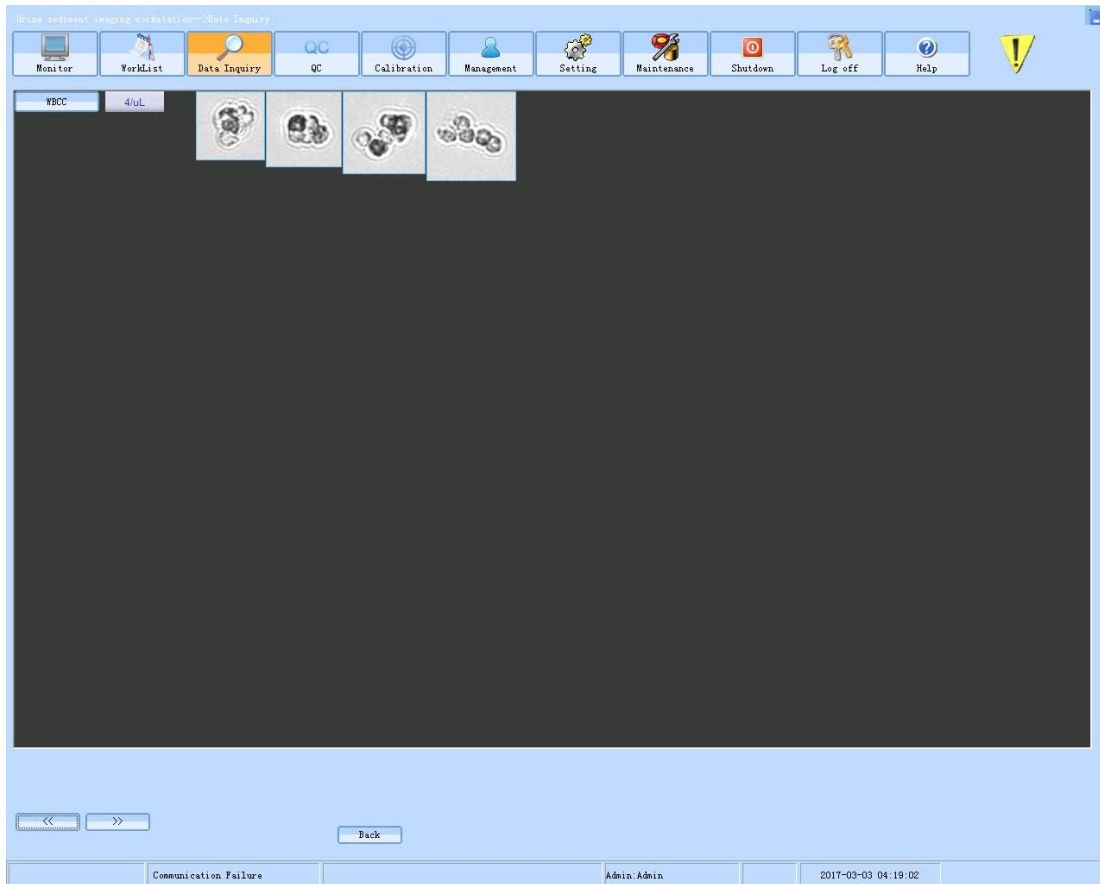 Urine sediment imaging workstation-->Data Inquiry
Monitor WorkList Data Inquiry QC QC Calibration Management Setting Maintenance Shutdown Log off Help
WBCC 4/uL
<< >>
Back
Communication Failure Admin:Admin 2017-03-03 04:19:02